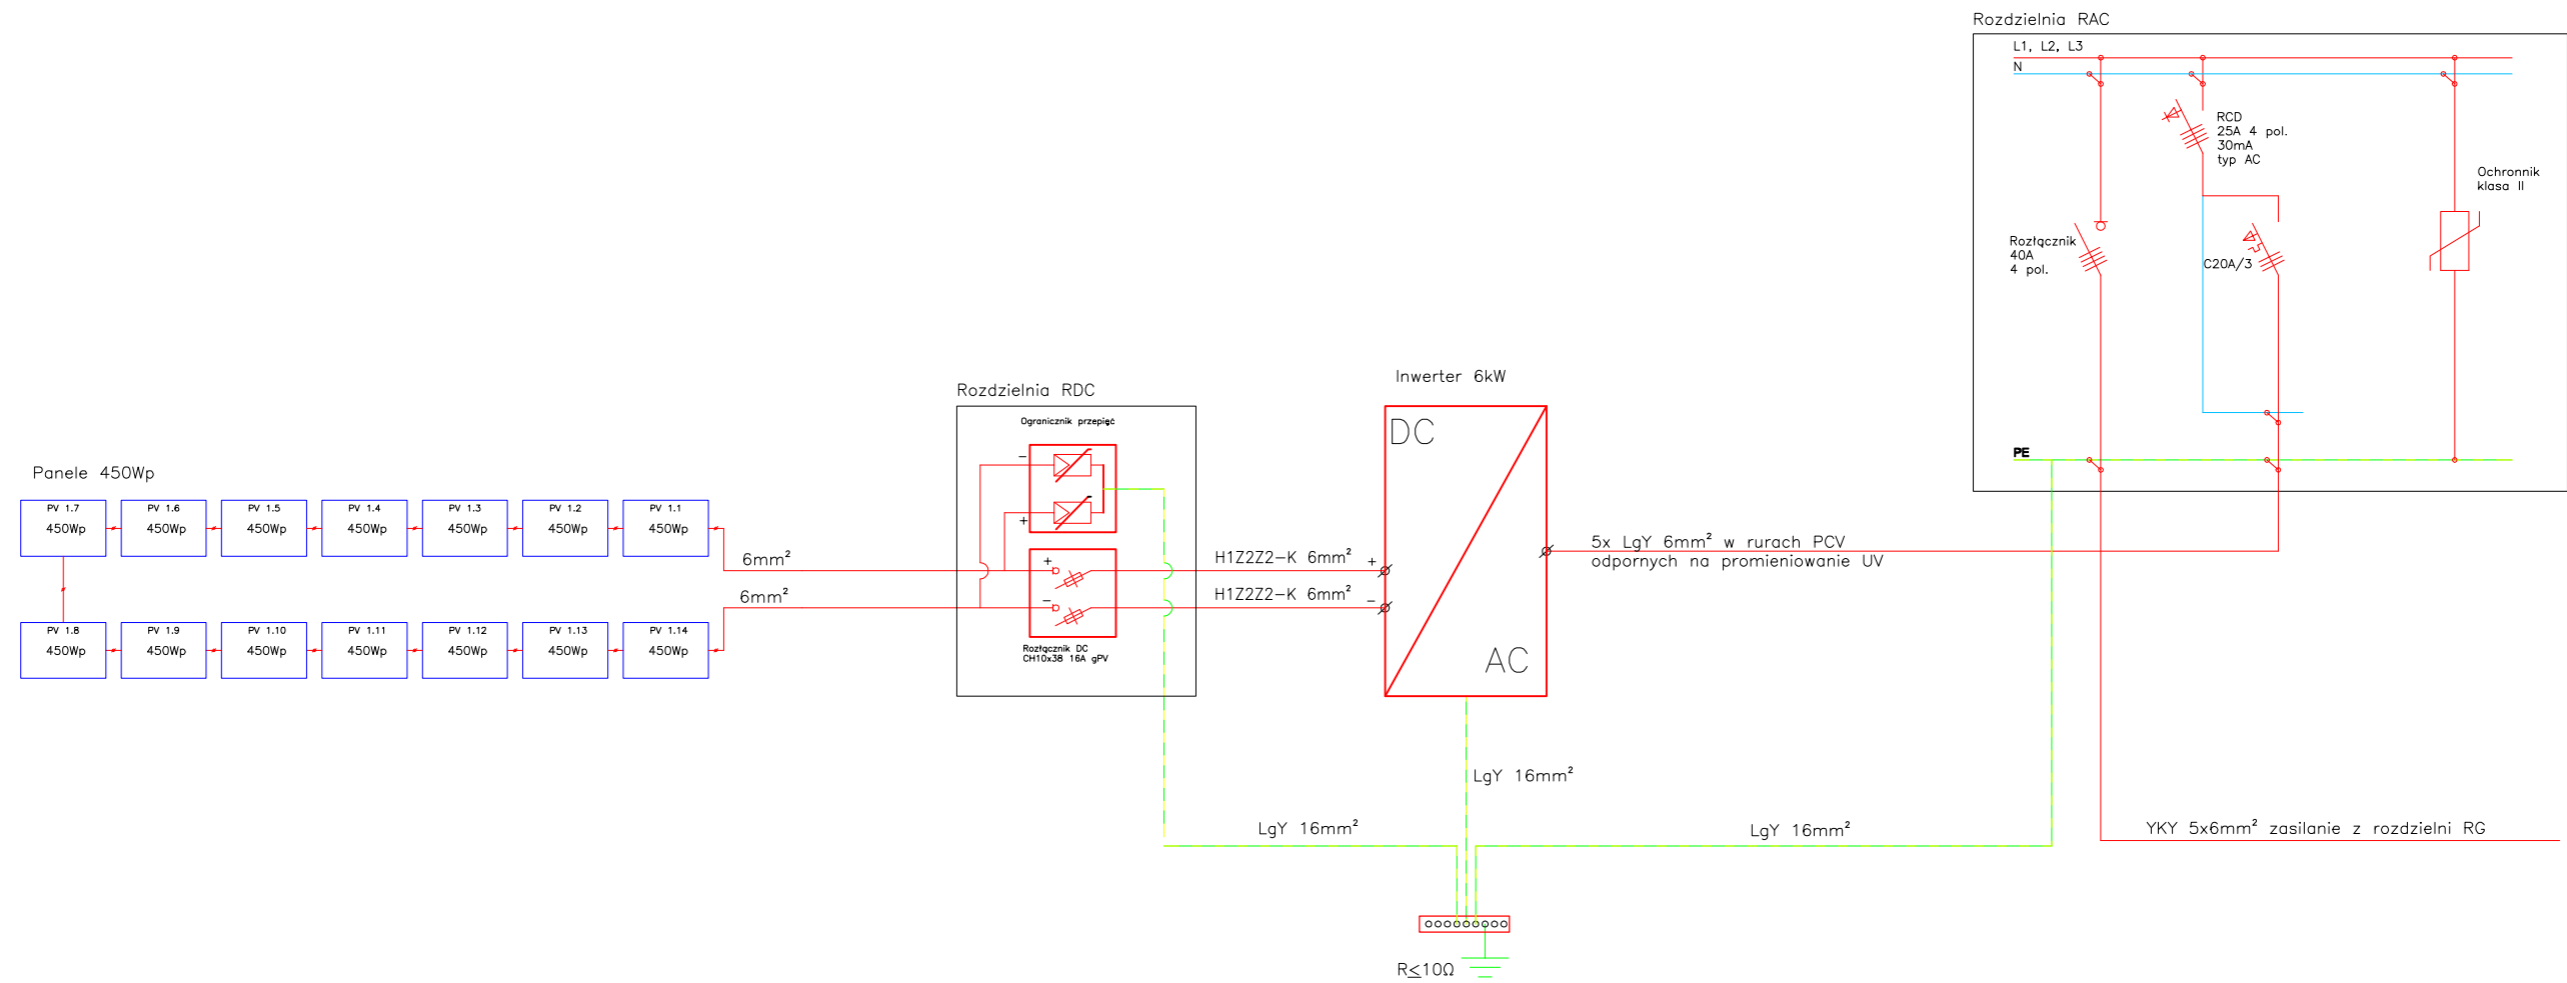 Rozdzielnia RAC
L1, L2, L3
N
RCD
25A 4 pol.
30mA
typ AC
Ochronnik
klasa II
Rozłącznik
40A
4 pol.
C20A/3
PE
Inwerter 6kW
DC
AC
Rozdzielnia RDC
Ogranicznik przepięć
-
+
+
-
Rozłącznik DC
CH10x38 16A gPV
Panele 450Wp
PV 1.7
450Wp
PV 1.6
450Wp
PV 1.5
450Wp
PV 1.4
450Wp
PV 1.3
450Wp
PV 1.2
450Wp
PV 1.1
450Wp
PV 1.8
450Wp
PV 1.9
450Wp
PV 1.10
450Wp
PV 1.11
450Wp
PV 1.12
450Wp
PV 1.13
450Wp
PV 1.14
450Wp
6mm²
6mm²
H1Z2Z2-K 6mm² +
H1Z2Z2-K 6mm² -
5x LgY 6mm² w rurach PCV
odpornych na promieniowanie UV
LgY 16mm²
LgY 16mm²
LgY 16mm²
YKY 5x6mm² zasilanie z rozdzielni RG
R≤10Ω